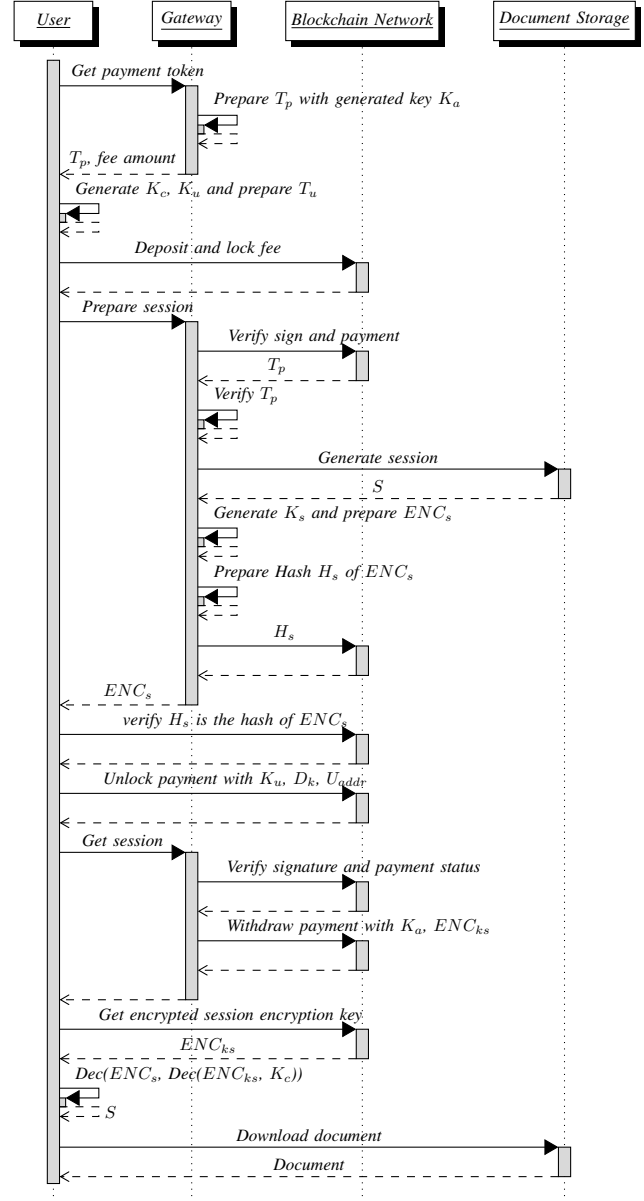 User Gateway Blockchain Network Document Storage
Get payment token
Prepare T_p with generated key K_a
T_p, fee amount
Generate K_c, K_u and prepare T_u
Deposit and lock fee
Prepare session
Verify sign and payment
T_p
Verify T_p
Generate session
S
Generate K_s and prepare ENC_s
Prepare Hash H_s of ENC_s
H_s
ENC_s
verify H_s is the hash of ENC_s
Unlock payment with K_u, D_k, U_addr
Get session
Verify signature and payment status
Withdraw payment with K_a, ENC_ks
Get encrypted session encryption key
ENC_ks
Dec(ENC_s, Dec(ENC_ks, K_c))
S
Download document
Document